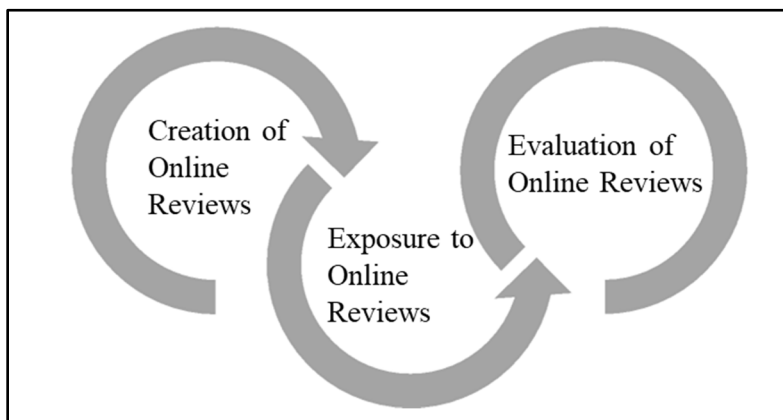 Creation of
Online
Reviews
Exposure to
Online
Reviews
Evaluation of
Online Reviews